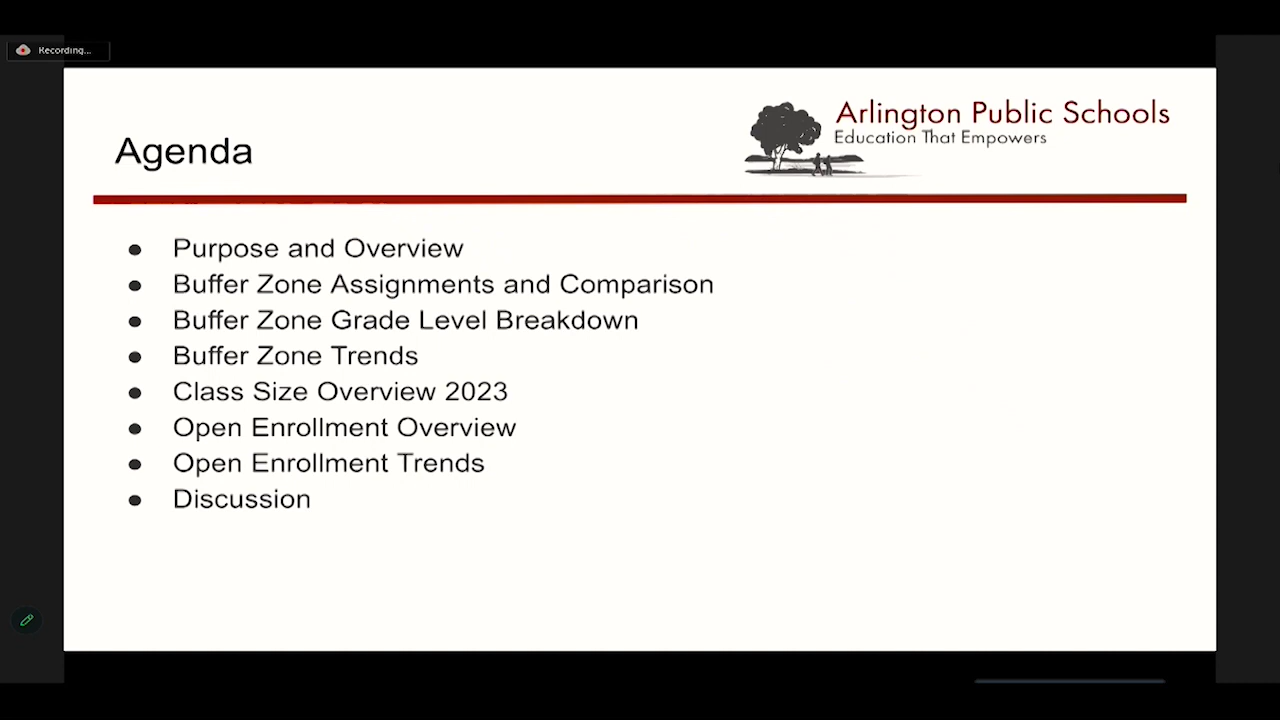 Recording...
Arlington Public Schools
Education That Empowers
Agenda
● Purpose and Overview
● Buffer Zone Assignments and Comparison
● Buffer Zone Grade Level Breakdown
● Buffer Zone Trends
● Class Size Overview 2023
● Open Enrollment Overview
● Open Enrollment Trends
● Discussion